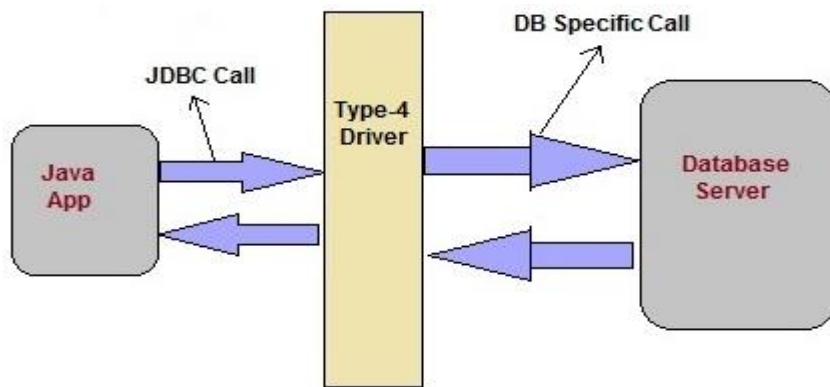 DB Specific Call
JDBC Call
Type-4
Driver
Java
App
Database
Server